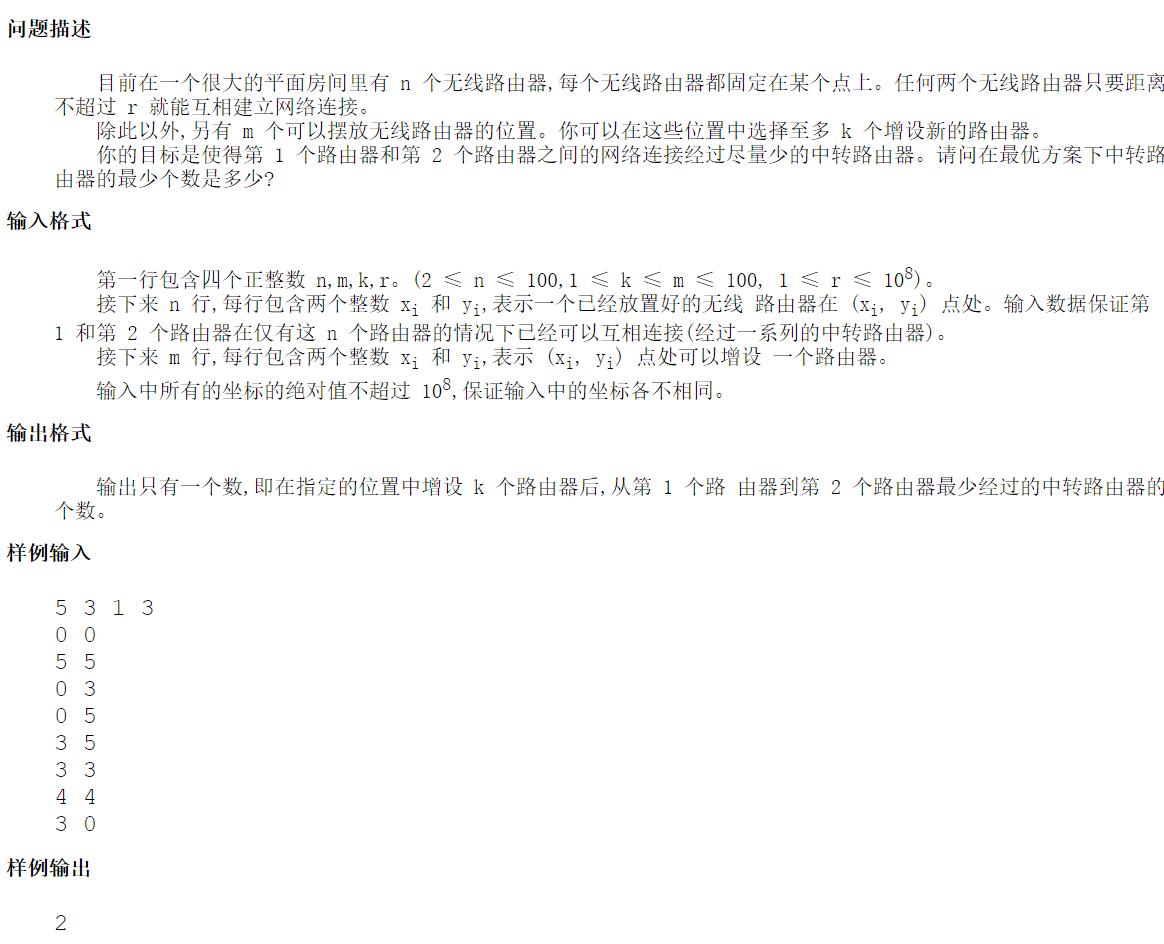 问题描述
目前在一个很大的平面房间里有 n 个无线路由器,每个无线路由器都固定在某个点上。任何两个无线路由器只要距离
不超过 r 就能互相建立网络连接。
除此以外,另有 m 个可以摆放无线路由器的位置。你可以在这些位置中选择至多 k 个增设新的路由器。
你的目标是使得第 1 个路由器和第 2 个路由器之间的网络连接经过尽量少的中转路由器。请问在最优方案下中转路
由器的最少个数是多少?
输入格式
第一行包含四个正整数 n,m,k,r。(2 ≤ n ≤ 100,1 ≤ k ≤ m ≤ 100, 1 ≤ r ≤ 10⁸)。
接下来 n 行,每行包含两个整数 xᵢ 和 yᵢ,表示一个已经放置好的无线 路由器在 (xᵢ, yᵢ) 点处。输入数据保证第
1 和第 2 个路由器在仅有这 n 个路由器的情况下已经可以互相连接(经过一系列的中转路由器)。
接下来 m 行,每行包含两个整数 xᵢ 和 yᵢ,表示 (xᵢ, yᵢ) 点处可以增设 一个路由器。
输入中所有的坐标的绝对值不超过 10⁸,保证输入中的坐标各不相同。
输出格式
输出只有一个数,即在指定的位置中增设 k 个路由器后,从第 1 个路 由器到第 2 个路由器最少经过的中转路由器的
个数。
样例输入
5 3 1 3
0 0
5 5
0 3
0 5
3 5
3 3
4 4
3 0
样例输出
2